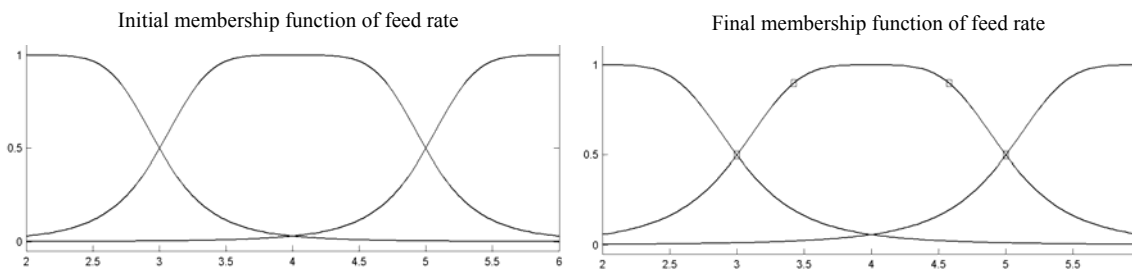 Initial membership function of feed rate
1
0.5
0
2 2.5 3 3.5 4 4.5 5 5.5 6
Final membership function of feed rate
1
0.5
0
2 2.5 3 3.5 4 4.5 5 5.5